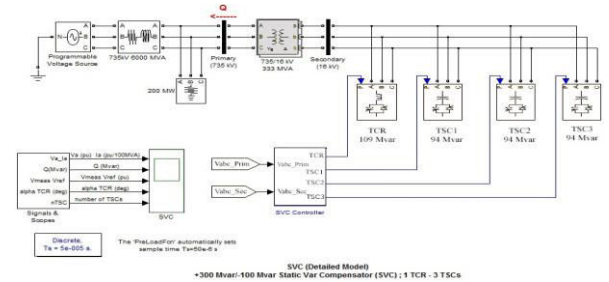 Q
N
A
B
C
A
B
C
A
B
C
A
B
C
Programmable
Voltage Source
735kV 6000 MVA
Primary
(735 kV)
735/16 kV
333 MVA
Secondary
(16 kV)
200 MW
TCR
109 Mvar
TSC1
94 Mvar
TSC2
94 Mvar
TSC3
94 Mvar
Va_Ia
Va (pu) Ia (pu/100MVA)
Q(Mvar)
Q (Mvar)
Vmeas Vref
Vmeas Vref (pu)
alpha TCR (deg)
alpha TCR (deg)
nTSC
number of TSCs
Signals &
Scopes
SVC
Vabc_Prim
Vabc_Prim
Vabc_Sec
Vabc_Sec
TCR
TSC1
TSC2
TSC3
SVC Controller
Discrete,
Ts = 5e-005 s.
The 'PreLoadFcn' automatically sets
sample time Ts=50e-6 s
SVC (Detailed Model)
+300 Mvar/-100 Mvar Static Var Compensator (SVC) ; 1 TCR - 3 TSCs